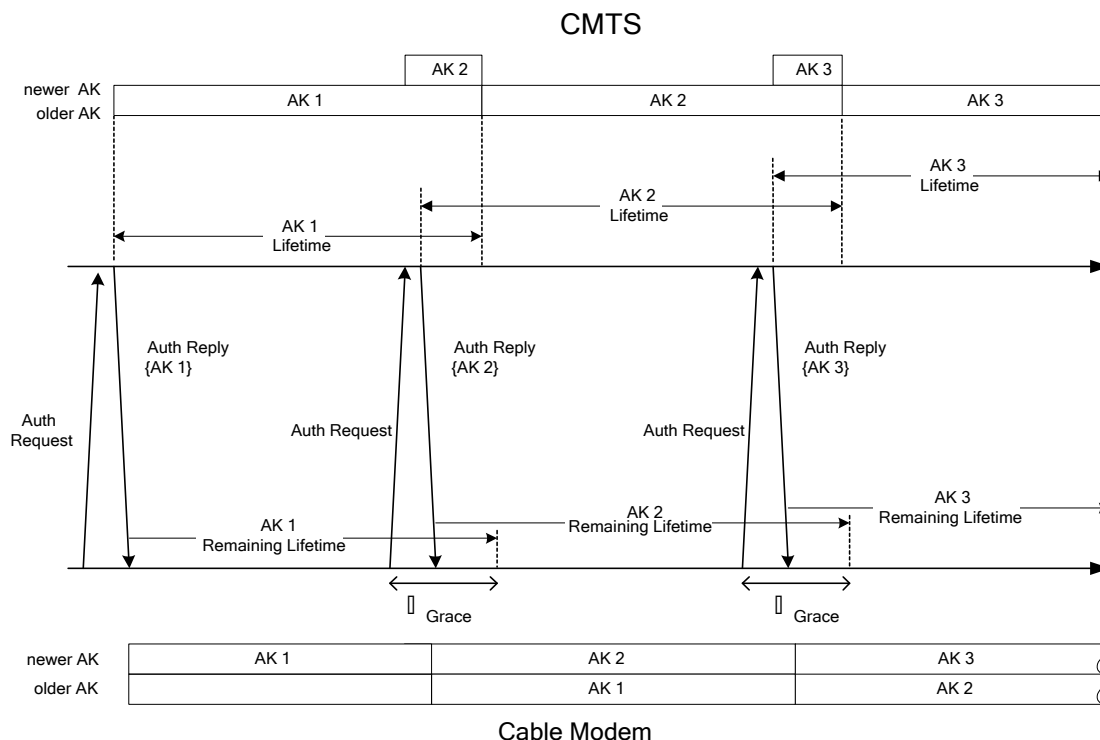 CMTS
AK 2
AK 3
newer AK
older AK
AK 1
AK 2
AK 3
AK 3
Lifetime
AK 2
Lifetime
AK 1
Lifetime
Auth Reply
{AK 1}
Auth Reply
{AK 2}
Auth Reply
{AK 3}
Auth
Request
Auth Request
Auth Request
AK 1
Remaining Lifetime
AK 2
Remaining Lifetime
AK 3
Remaining Lifetime
Grace
Grace
newer AK
AK 1
AK 2
AK 3
older AK
AK 1
AK 2
Cable Modem